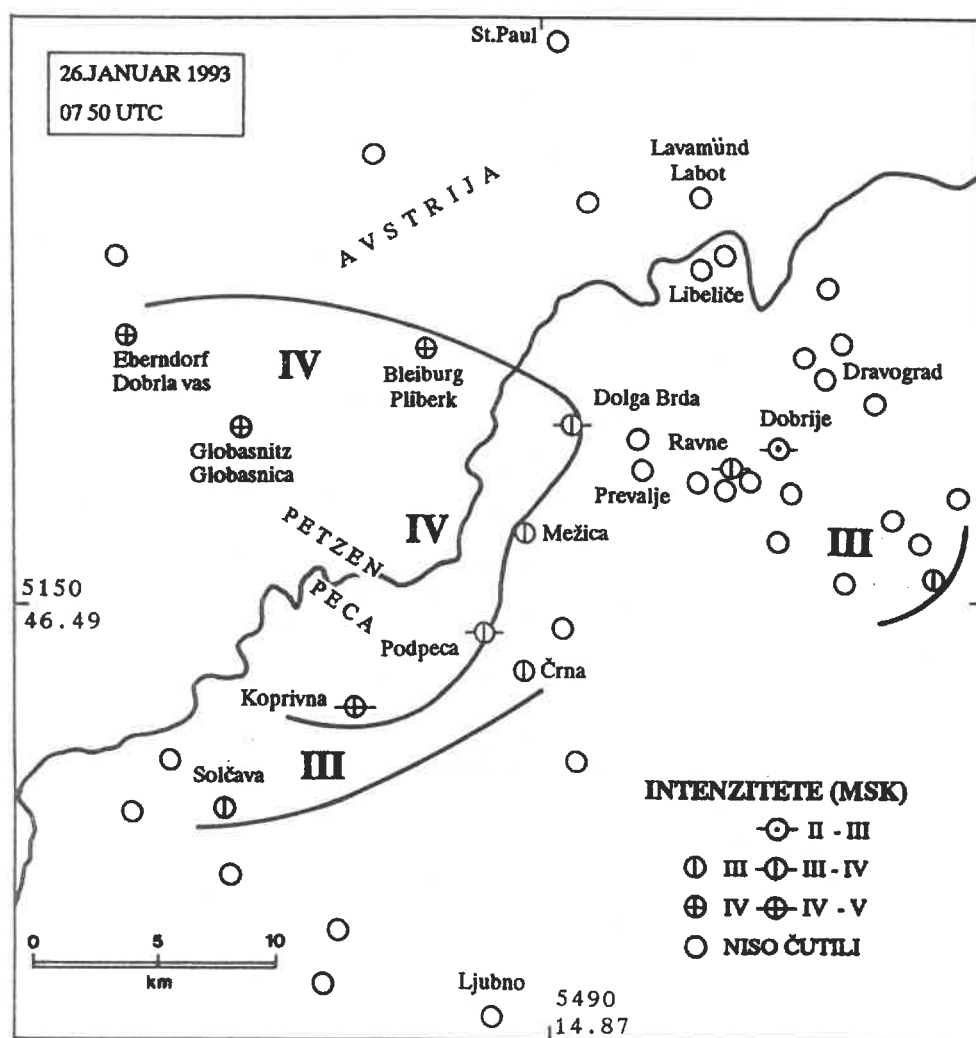 St.Paul
26.JANUAR 1993
07 50 UTC
Lavamünd
Labot
AVSTRIJA
Libeliče
Eberndorf
Dobrla vas
IV
Bleiburg
Pliberk
Dravograd
Dolga Brda
Dobrije
Ravne
Globasnitz
Globasnica
Prevalje
IV
Mežica
III
PETZEN
PECA
5150
46.49
Podpeca
Črna
Koprivna
III
Solčava
INTENZITETE (MSK)
II - III
III III - IV
IV IV - V
NISO ČUTILI
0 5 10
km
Ljubno
5490
14.87